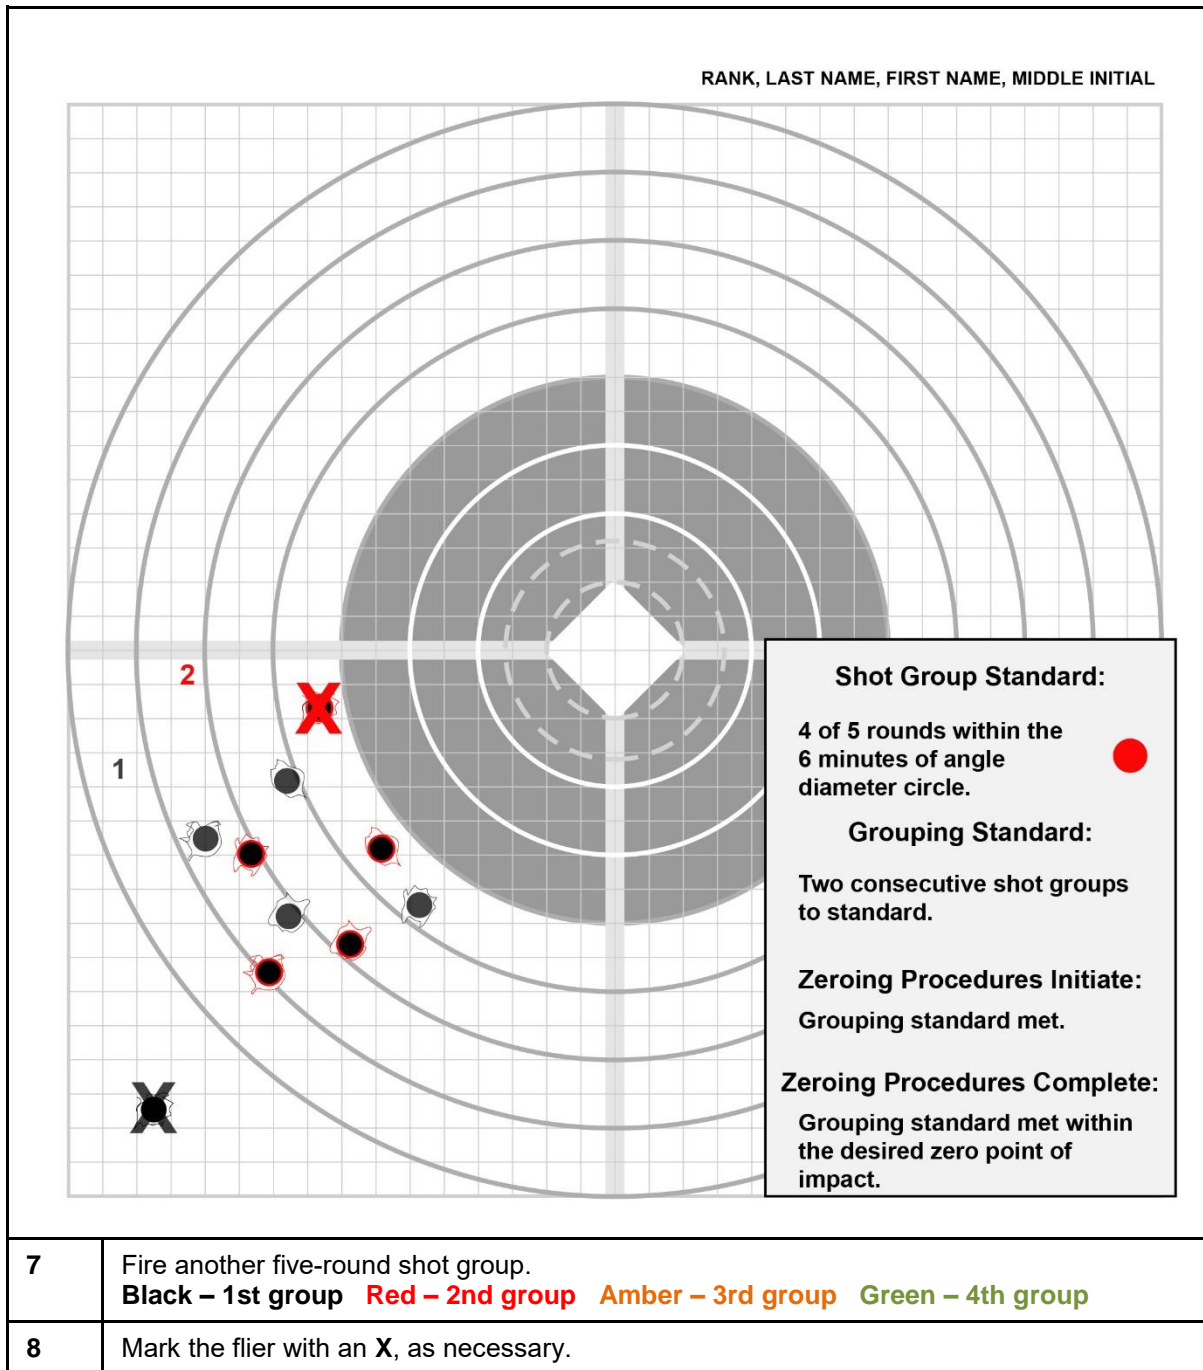 RANK, LAST NAME, FIRST NAME, MIDDLE INITIAL
2
X
1
X
Shot Group Standard:
4 of 5 rounds within the
6 minutes of angle
diameter circle.
Grouping Standard:
Two consecutive shot groups
to standard.
Zeroing Procedures Initiate:
Grouping standard met.
Zeroing Procedures Complete:
Grouping standard met within
the desired zero point of
impact.
7 Fire another five-round shot group.
Black – 1st group Red – 2nd group Amber – 3rd group Green – 4th group
8 Mark the flier with an X, as necessary.